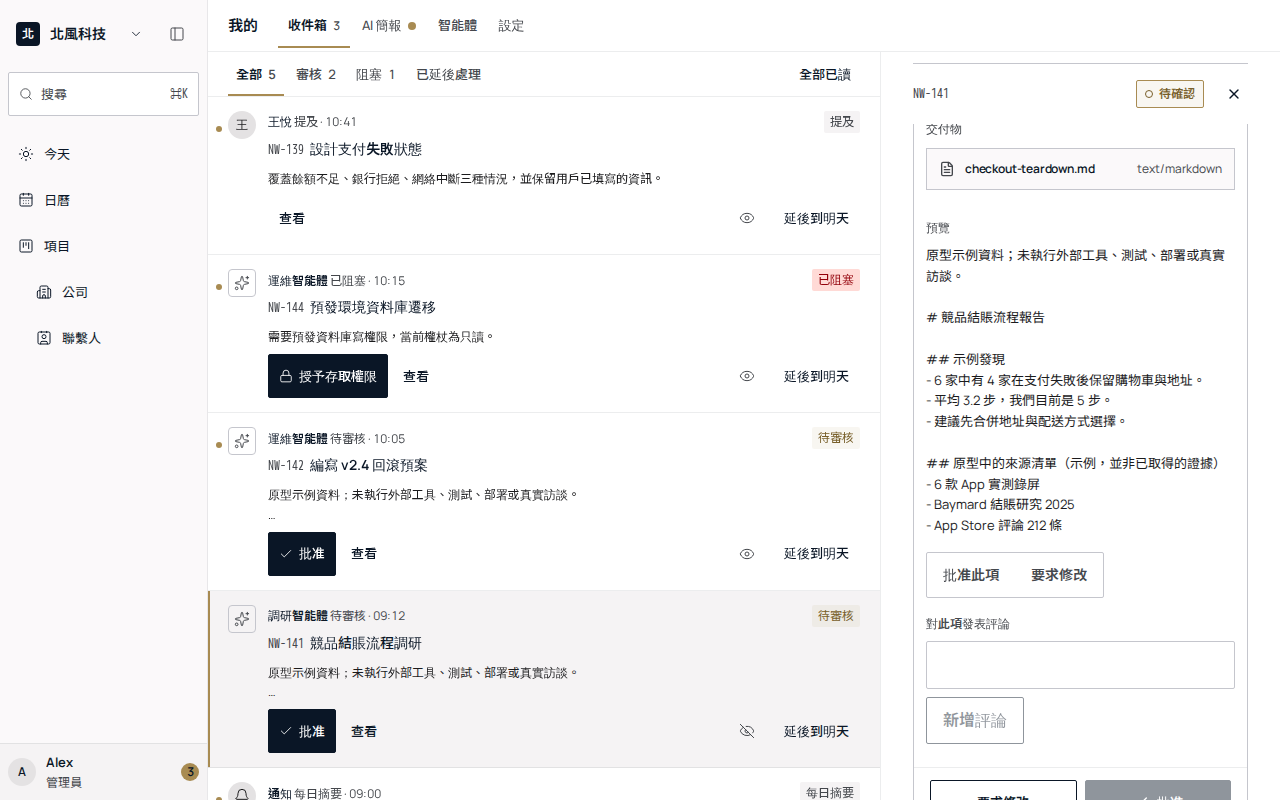 北 北風科技
搜尋 ⌘K
今天
日曆
項目
公司
聯繫人
A Alex
管理員
3
我的 收件箱 3 AI 簡報 智能體 設定
全部 5 審核 2 阻塞 1 已延後處理 全部已讀
王 王悅 提及 · 10:41 提及
NW-139 設計支付失敗狀態
覆蓋餘額不足、銀行拒絕、網絡中斷三種情況，並保留用戶已填寫的資訊。
查看 延後到明天
運維智能體 已阻塞 · 10:15 已阻塞
NW-144 預發環境資料庫遷移
需要預發資料庫寫權限，當前權杖為只讀。
授予存取權限 查看 延後到明天
運維智能體 待審核 · 10:05 待審核
NW-142 編寫 v2.4 回滾預案
原型示例資料；未執行外部工具、測試、部署或真實訪談。
…
批准 查看 延後到明天
調研智能體 待審核 · 09:12 待審核
NW-141 競品結賬流程調研
原型示例資料；未執行外部工具、測試、部署或真實訪談。
…
批准 查看 延後到明天
通知 每日摘要 · 09:00 每日摘要
NW-141 待確認
交付物
checkout-teardown.md text/markdown
預覽
原型示例資料；未執行外部工具、測試、部署或真實
訪談。
# 競品結賬流程報告
## 示例發現
- 6 家中有 4 家在支付失敗後保留購物車與地址。
- 平均 3.2 步，我們目前是 5 步。
- 建議先合併地址與配送方式選擇。
## 原型中的來源清單（示例，並非已取得的證據）
- 6 款 App 實測錄屏
- Baymard 結賬研究 2025
- App Store 評論 212 條
批准此項 要求修改
對此項發表評論
新增評論
要求修改 批准